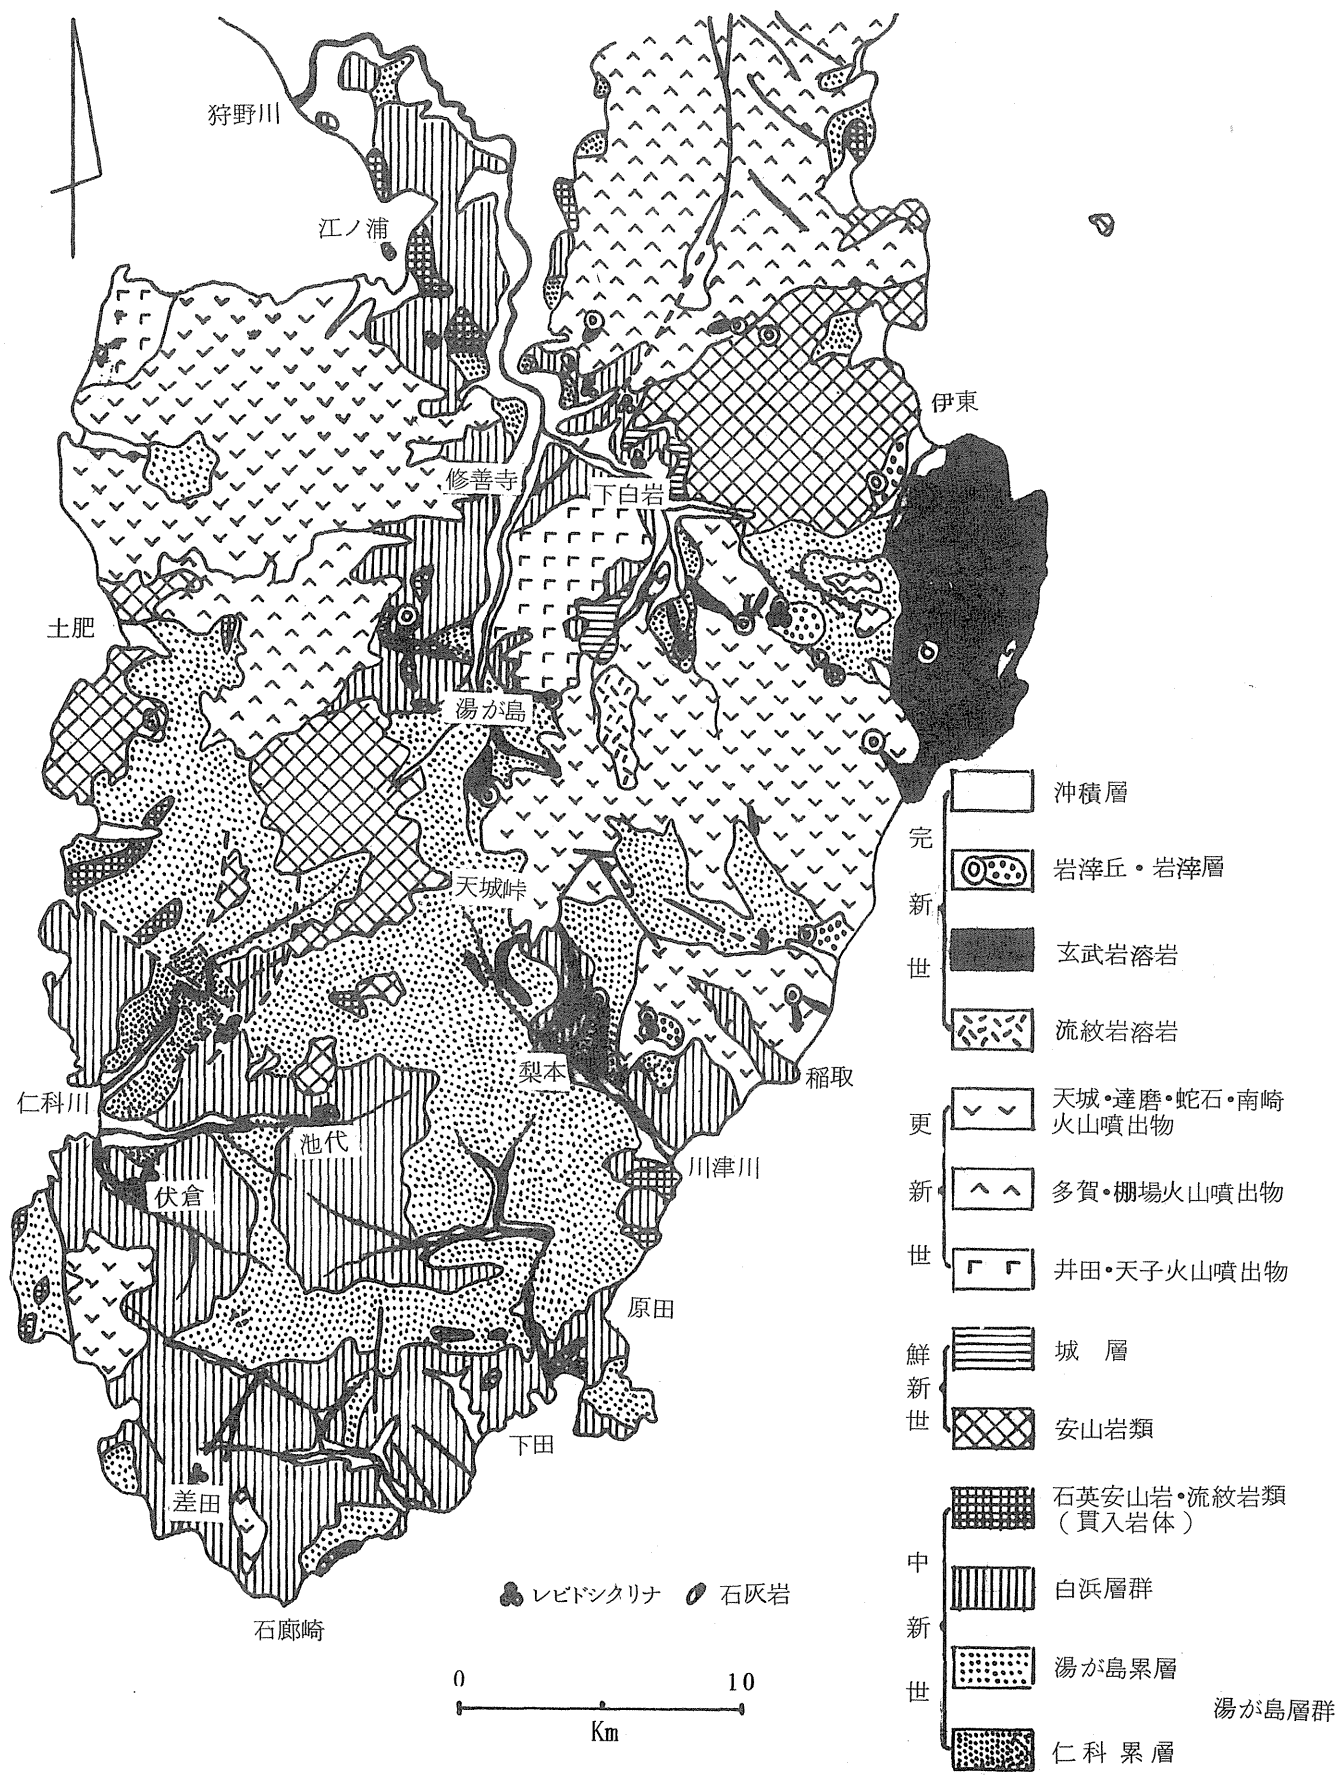 狩野川
江ノ浦
伊東
修善寺
下白岩
土肥
湯が島
天城峠
梨本
稲取
仁科川
池代
川津川
伏倉
原田
下田
差田
石廊崎
レピドシクリナ
石灰岩
0
10
Km
完新世
沖積層
岩滓丘・岩滓層
玄武岩溶岩
流紋岩溶岩
更新世
天城・達磨・蛇石・南崎
火山噴出物
多賀・棚場火山噴出物
井田・天子火山噴出物
鮮新世
城 層
安山岩類
中新世
石英安山岩・流紋岩類
(貫入岩体)
白浜層群
湯が島累層
湯が島層群
仁科累層